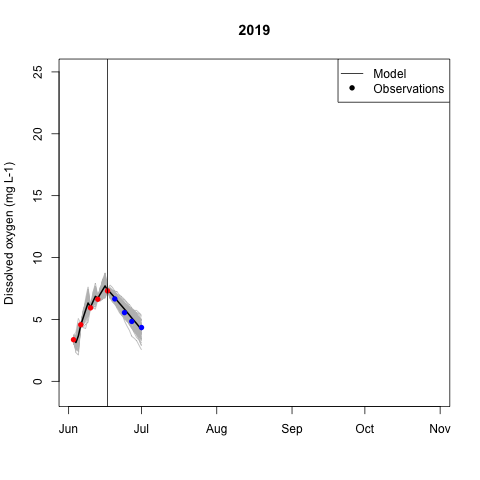 2019
Model
Observations
Dissolved oxygen (mg L-1)
25
20
15
10
5
0
Jun Jul Aug Sep Oct Nov